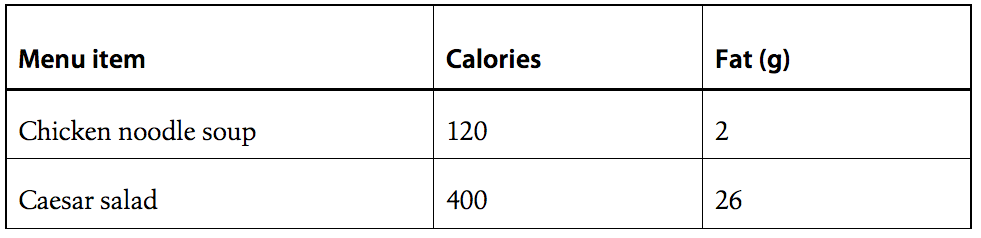 Menu item Calories Fat (g)
Chicken noodle soup 120 2
Caesar salad 400 26